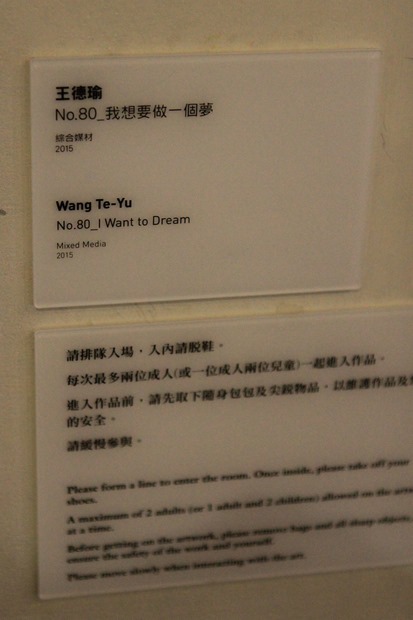 王德瑜
No.80_我想要做一個夢
綜合媒材
2015
Wang Te-Yu
No.80_I Want to Dream
Mixed Media
2015
請排隊入場，入內請脫鞋。
每次最多兩位成人(或一位成人兩位兒童)一起進入作品。
進入作品前，請先取下隨身包包及尖銳物品，以維護作品及
的安全。
請緩慢參與。
Please form a line to enter the room. Once inside, please take off your
shoes.
A maximum of 2 adults (or 1 adult and 2 children) allowed on the
at a time.
Before getting on the artwork, please remove bags and all sharp objects,
ensure the safety of the work and yourself.
Please move slowly when interacting with the art.